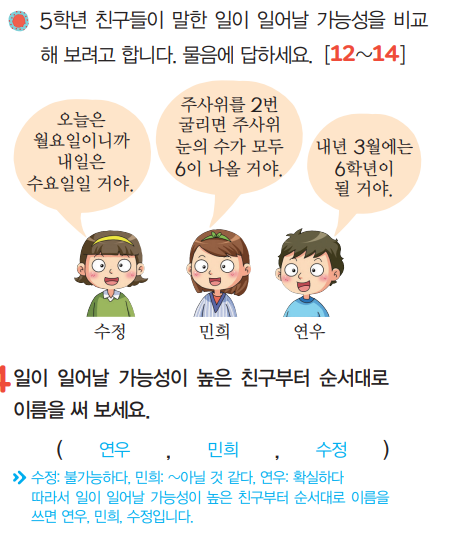 5학년 친구들이 말한 일이 일어날 가능성을 비교
해 보려고 합니다. 물음에 답하세요. [12~14]
오늘은
월요일이니까
내일은
수요일일 거야.
주사위를 2번
굴리면 주사위
눈의 수가 모두
6이 나올 거야.
내년 3월에는
6학년이
될 거야.
수정
민희
연우
4 일이 일어날 가능성이 높은 친구부터 순서대로
이름을 써 보세요.
( 연우 , 민희 , 수정 )
수정: 불가능하다, 민희: ~아닐 것 같다, 연우: 확실하다
따라서 일이 일어날 가능성이 높은 친구부터 순서대로 이름을
쓰면 연우, 민희, 수정입니다.